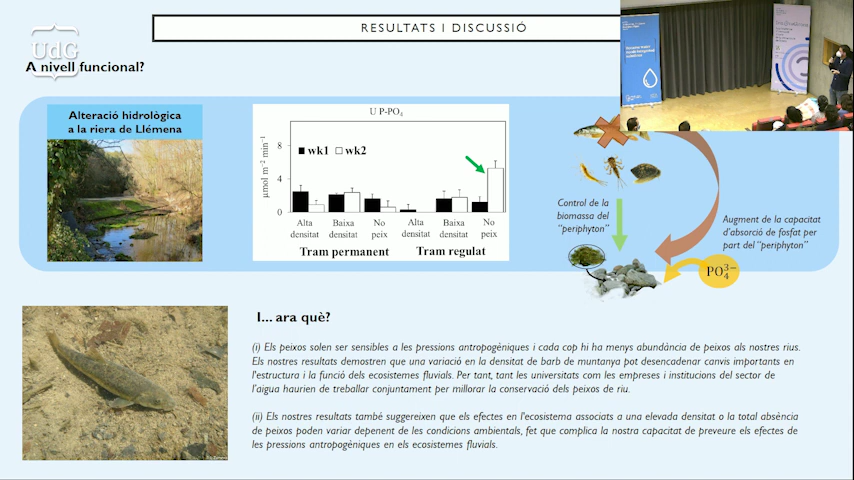 RESULTATS I DISCUSSIÓ
UdG
A nivell funcional?
Alteració hidrològica
a la riera de Llémena
U P-PO4
µmol m−2 min−1
8
4
0
wk1 wk2
Alta densitat
Baixa densitat
No peix
Alta densitat
Baixa densitat
No peix
Tram permanent
Tram regulat
Control de la
biomassa del
“periphyton”
Augment de la capacitat
d’absorció de fosfat per
part del “periphyton”
PO4 3−
I... ara què?
(i) Els peixos solen ser sensibles a les pressions antropogèniques i cada cop hi ha menys abundància de peixos als nostres rius.
Els nostres resultats demostren que una variació en la densitat de barb de muntanya pot desencadenar canvis importants en
l'estructura i la funció dels ecosistemes fluvials. Per tant, tant les universitats com les empreses i institucions del sector de
l’aigua haurien de treballar conjuntament per millorar la conservació dels peixos de riu.
(ii) Els nostres resultats també suggereixen que els efectes en l'ecosistema associats a una elevada densitat o la total absència
de peixos poden variar depenent de les condicions ambientals, fet que complica la nostra capacitat de preveure els efectes de
les pressions antropogèniques en els ecosistemes fluvials.